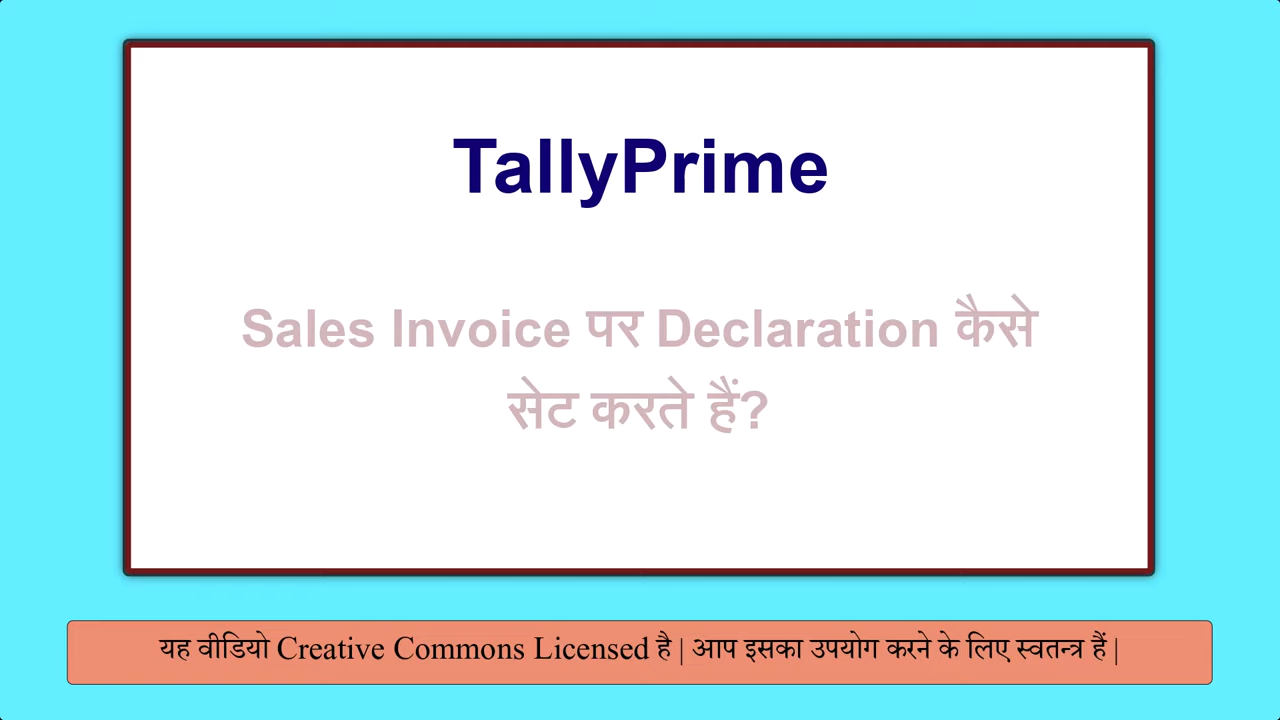 TallyPrime
Sales Invoice पर Declaration कैसे
सेट करते हैं?
यह वीडियो Creative Commons Licensed है | आप इसका उपयोग करने के लिए स्वतन्त्र हैं |